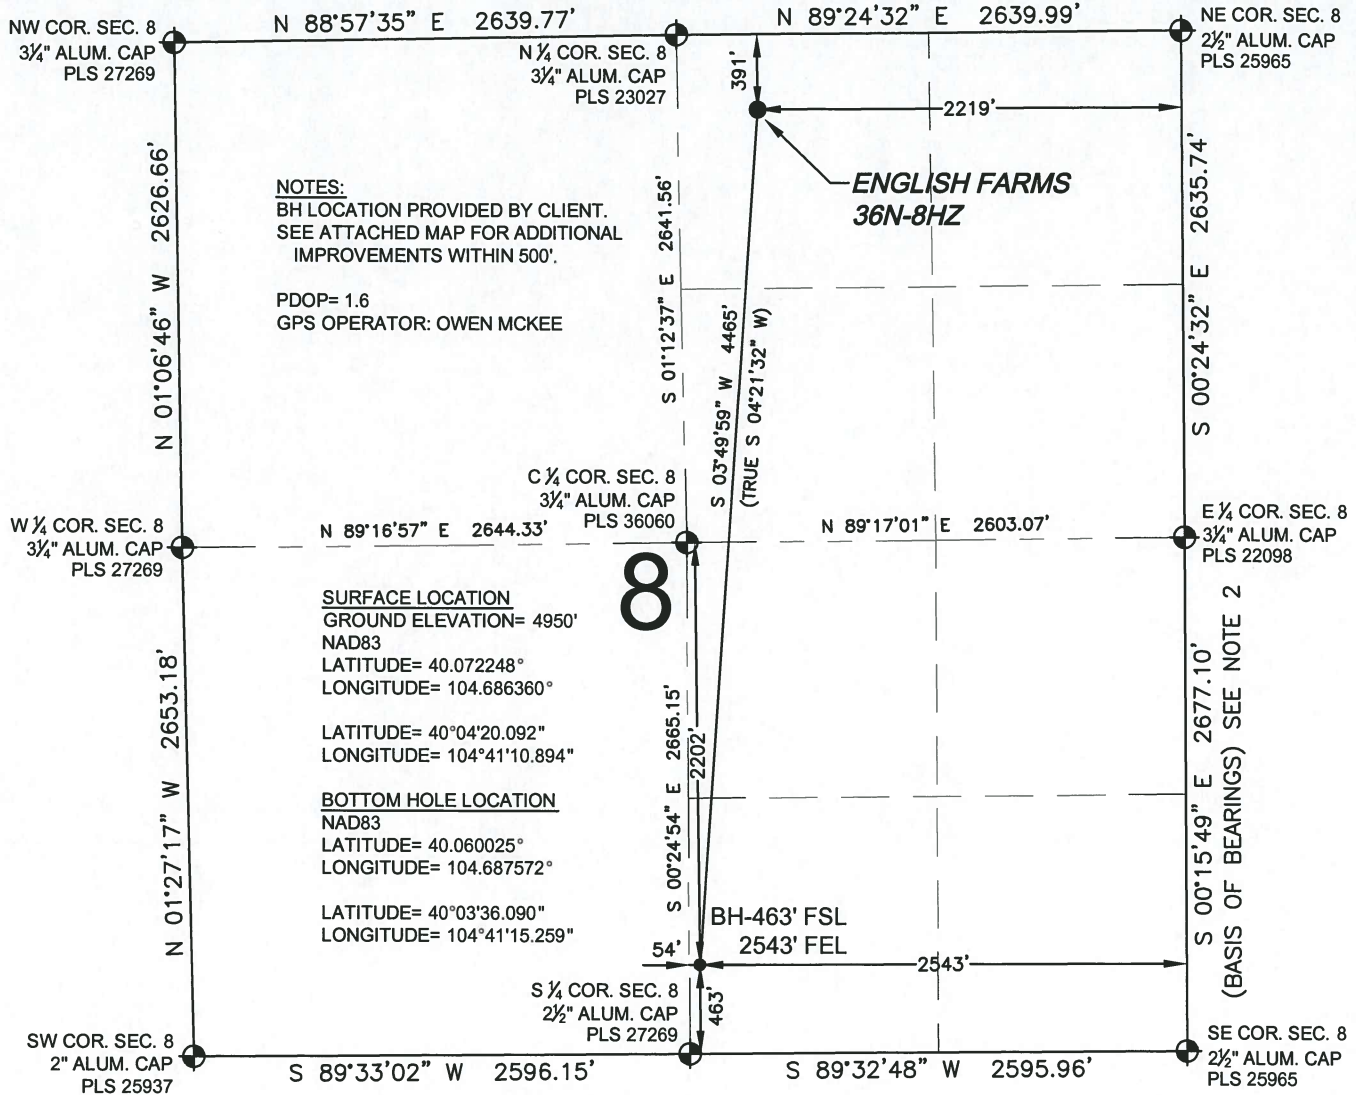 N 88°57'35" E 2639.77'
N 89°24'32" E 2639.99'
NW COR. SEC. 8
3¼" ALUM. CAP
PLS 27269
N ¼ COR. SEC. 8
3¼" ALUM. CAP
PLS 23027
NE COR. SEC. 8
2½" ALUM. CAP
PLS 25965
391'
2219'
ENGLISH FARMS
36N-8HZ
N 01°06'46" W 2626.66'
NOTES:
BH LOCATION PROVIDED BY CLIENT.
SEE ATTACHED MAP FOR ADDITIONAL
IMPROVEMENTS WITHIN 500'.
PDOP= 1.6
GPS OPERATOR: OWEN MCKEE
S 01°12'37" E 2641.56'
S 03°49'59" W 4465'
(TRUE S 04°21'32" W)
S 00°24'32" E 2635.74'
W ¼ COR. SEC. 8
3¼" ALUM. CAP
PLS 27269
N 89°16'57" E 2644.33'
C ¼ COR. SEC. 8
3¼" ALUM. CAP
PLS 36060
N 89°17'01" E 2603.07'
E ¼ COR. SEC. 8
3¼" ALUM. CAP
PLS 22098
8
N 01°27'17" W 2653.18'
SURFACE LOCATION
GROUND ELEVATION= 4950'
NAD83
LATITUDE= 40.072248°
LONGITUDE= 104.686360°
LATITUDE= 40°04'20.092"
LONGITUDE= 104°41'10.894"
BOTTOM HOLE LOCATION
NAD83
LATITUDE= 40.060025°
LONGITUDE= 104.687572°
LATITUDE= 40°03'36.090"
LONGITUDE= 104°41'15.259"
S 00°24'54" E 2665.15'
2202'
S 00°15'49" E 2677.10'
(BASIS OF BEARINGS) SEE NOTE 2
BH-463' FSL
2543' FEL
54'
2543'
463'
S ¼ COR. SEC. 8
2½" ALUM. CAP
PLS 27269
SW COR. SEC. 8
2" ALUM. CAP
PLS 25937
S 89°33'02" W 2596.15'
S 89°32'48" W 2595.96'
SE COR. SEC. 8
2½" ALUM. CAP
PLS 25965